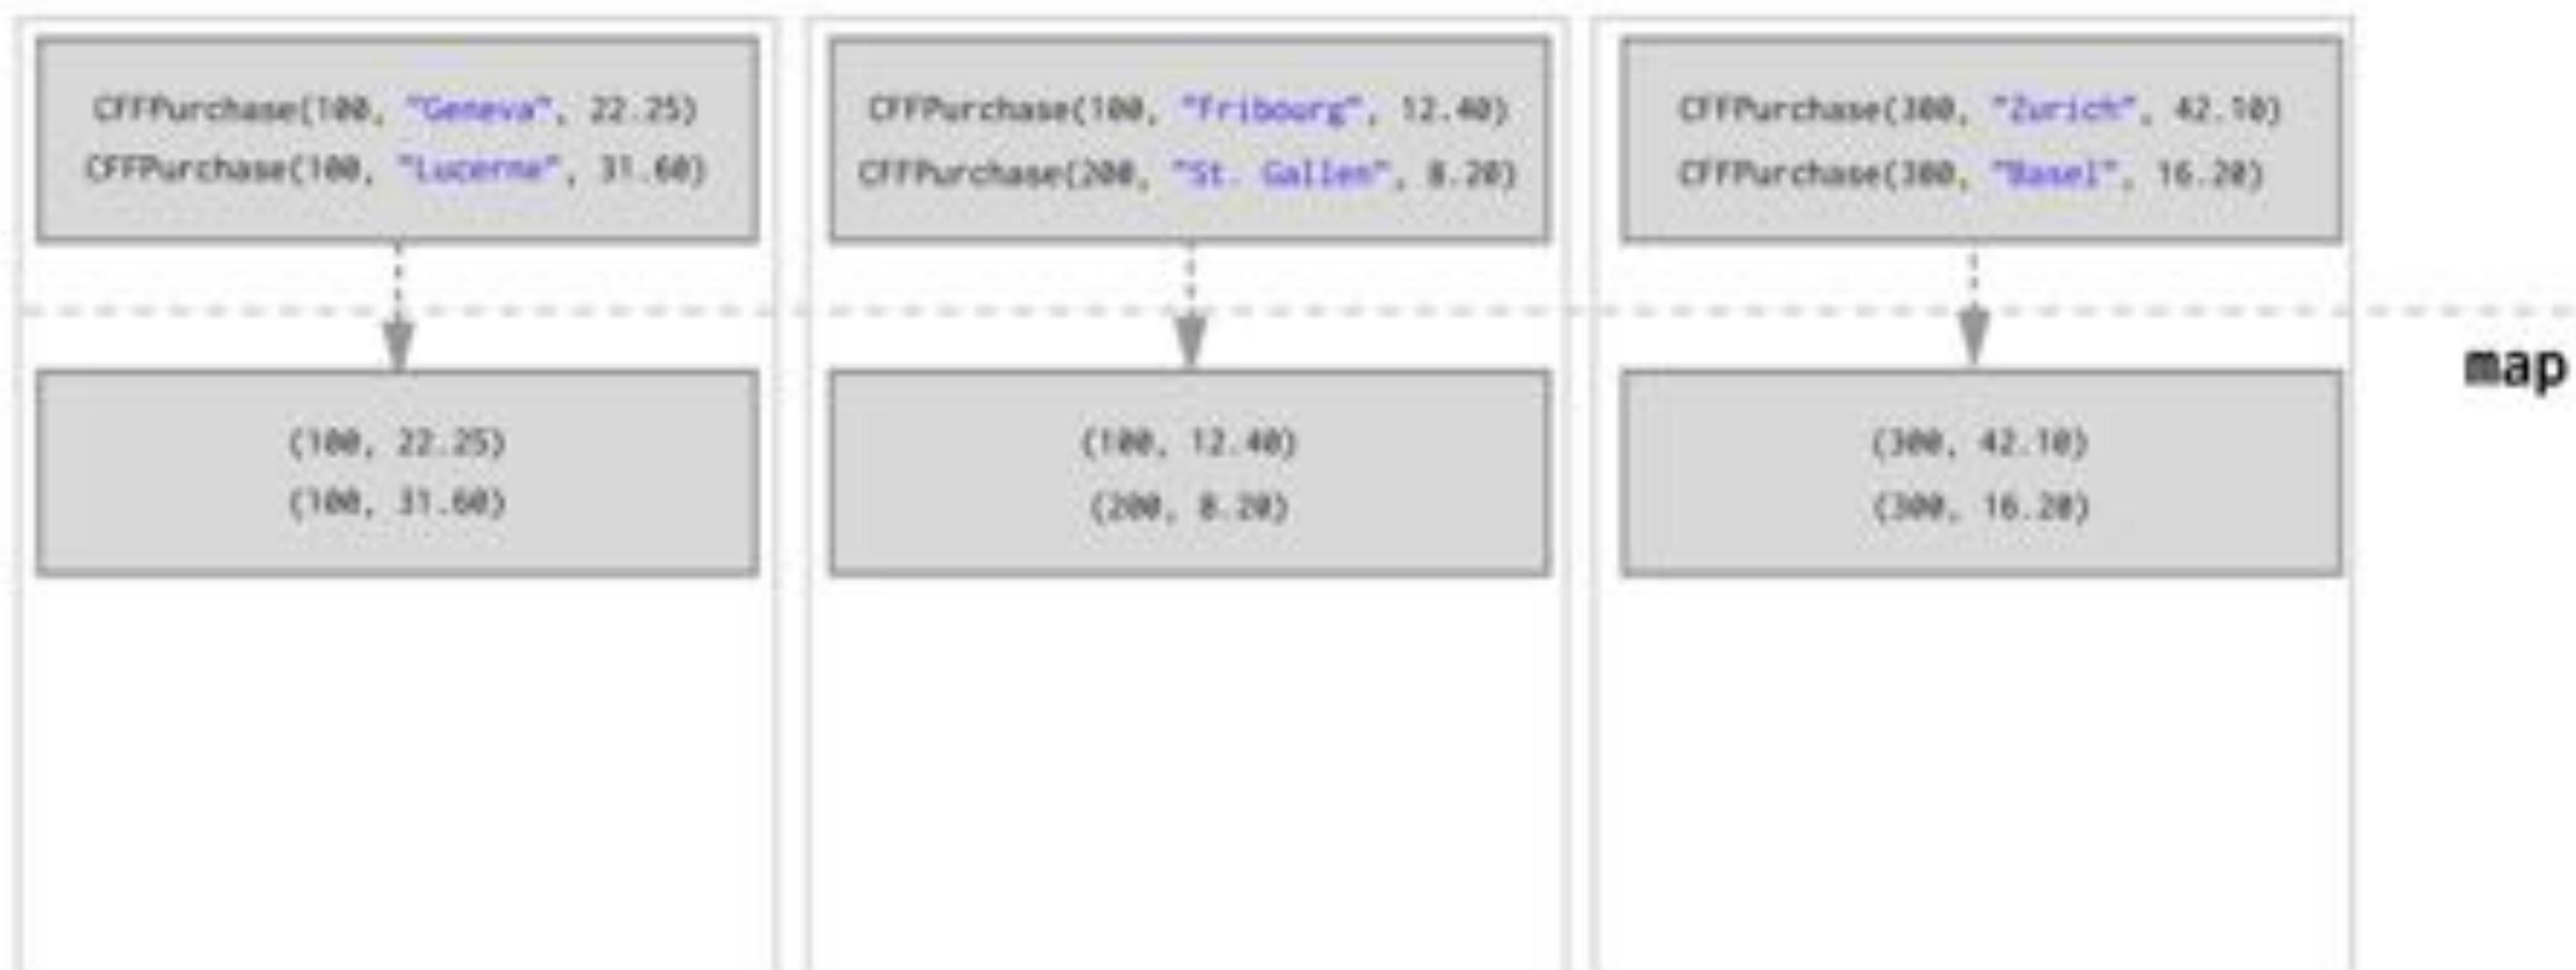 CFFPurchase(100, "Geneva", 22.25)
CFFPurchase(100, "Lucerne", 31.60)
CFFPurchase(100, "Fribourg", 12.40)
CFFPurchase(200, "St. Gallen", 8.20)
CFFPurchase(300, "Zurich", 42.10)
CFFPurchase(300, "Basel", 16.20)
map
(100, 22.25)
(100, 31.60)
(100, 12.40)
(200, 8.20)
(300, 42.10)
(300, 16.20)